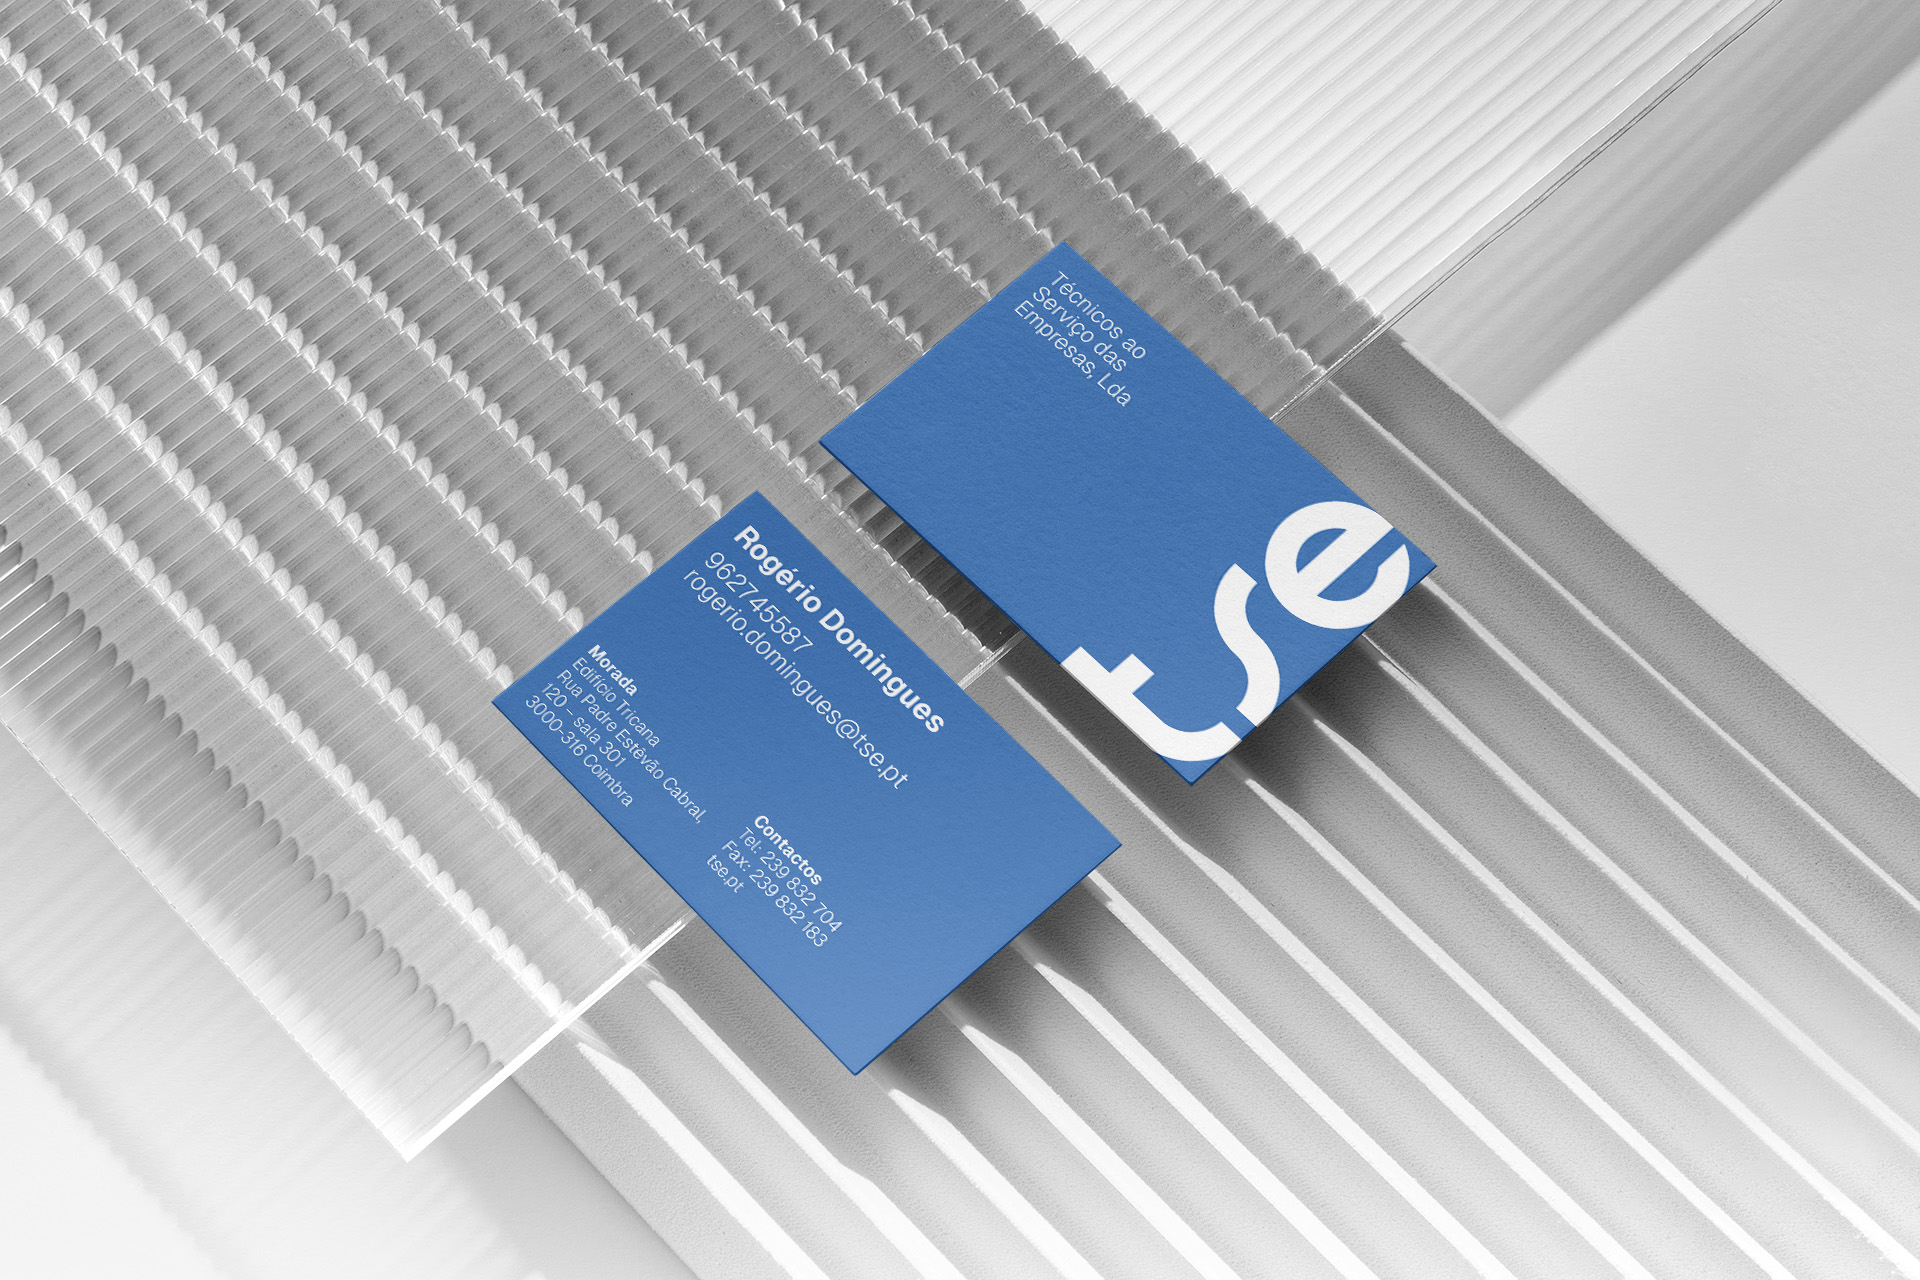 Técnicos ao
Serviço das
Empresas, Lda
tse
Rogério Domingues
962745587
rogerio.domingues@tse.pt
Morada
Edifício Tricana
Rua Padre Estêvão Cabral,
120 – sala 301
3000-316 Coimbra
Contactos
Tel: 239 832 704
Fax: 239 832 183
tse.pt